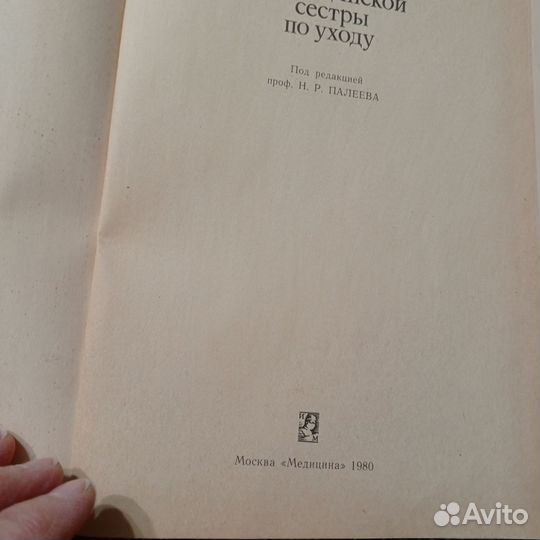 сестры
по уходу
Под редакцией
проф. Н. Р. ПАЛЕЕВА
И
М
Москва «Медицина» 1980
Avito